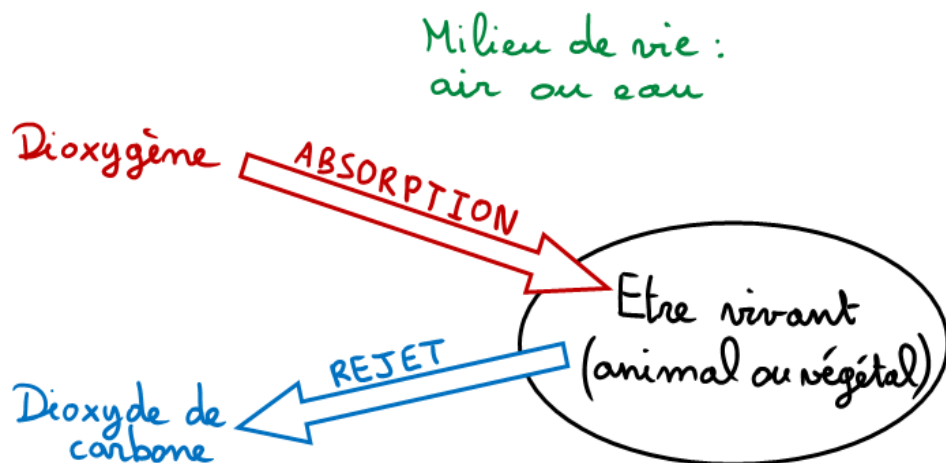 Milieu de vie :
air ou eau
Dioxygène
ABSORPTION
Etre vivant
(animal ou végétal)
REJET
Dioxyde de
carbone